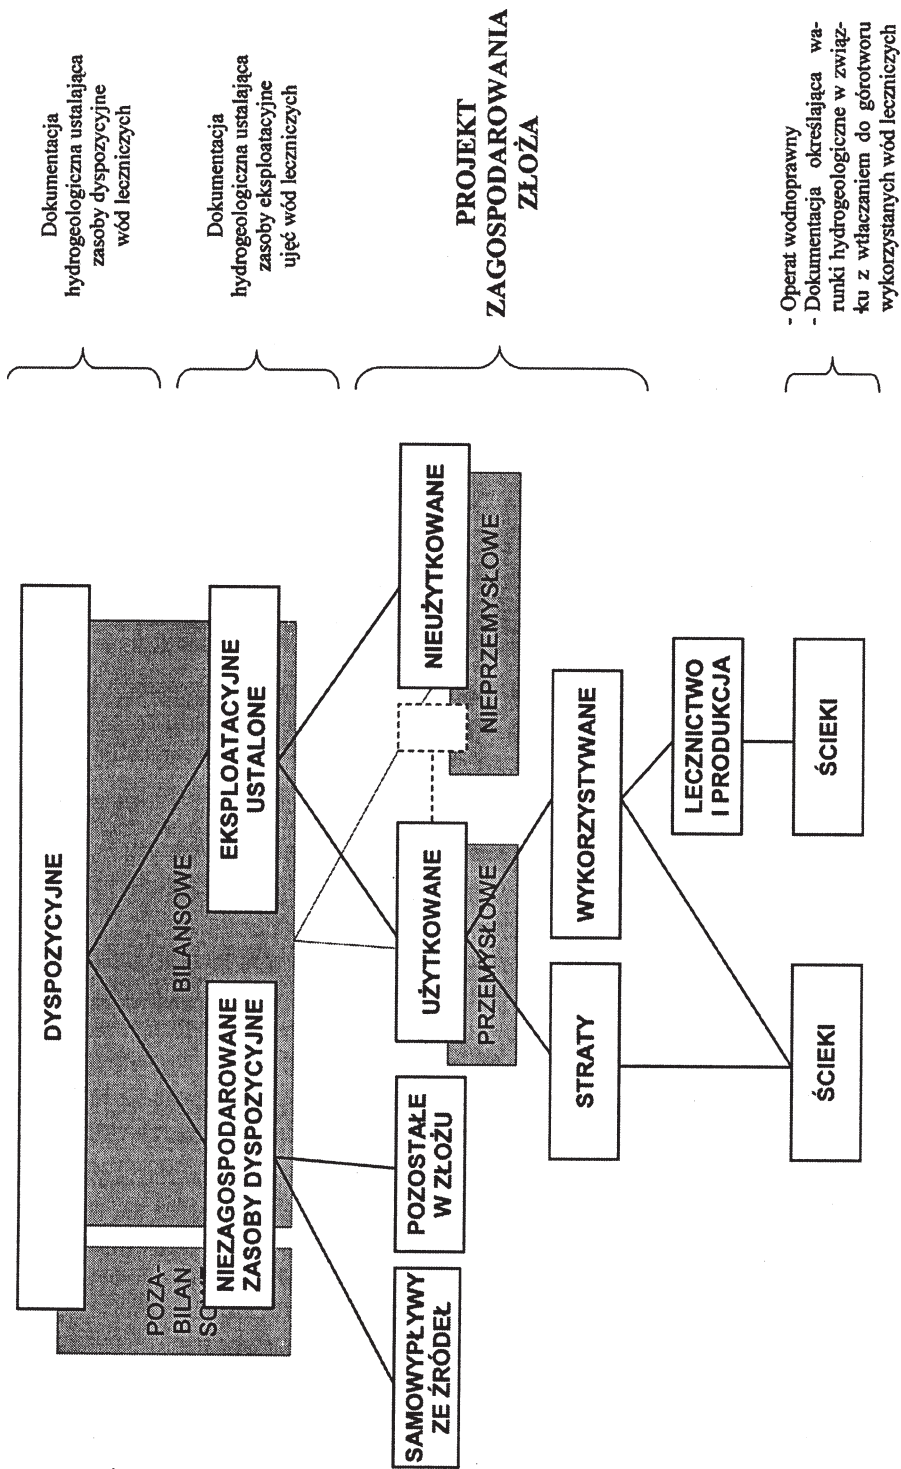 DYSPOZYCYJNE
POZA-
BILAN
BILANSOWE
NIEZAGOSPODAROWANE
ZASOBY DYSPOZYCYJNE
EKSPLOATACYJNE
USTALONE
SAMOWYPŁYWY
ZE ŹRÓDEŁ
POZOSTAŁE
W ZŁOŻU
UŻYTKOWANE
NIEUŻYTKOWANE
PRZEMYSŁOWE
NIEPRZEMYSŁOWE
STRATY
WYKORZYSTYWANE
LECZNICTWO
I PRODUKCJA
ŚCIEKI
ŚCIEKI
Dokumentacja
hydrogeologiczna ustalająca
zasoby dyspozycyjne
wód leczniczych
Dokumentacja
hydrogeologiczna ustalająca
zasoby eksploatacyjne
ujęć wód leczniczych
PROJEKT
ZAGOSPODAROWANIA
ZŁOŻA
- Operat wodnoprawny
- Dokumentacja określająca wa-
runki hydrogeologiczne w związ-
ku z wtłaczaniem do górotworu
wykorzystanych wód leczniczych